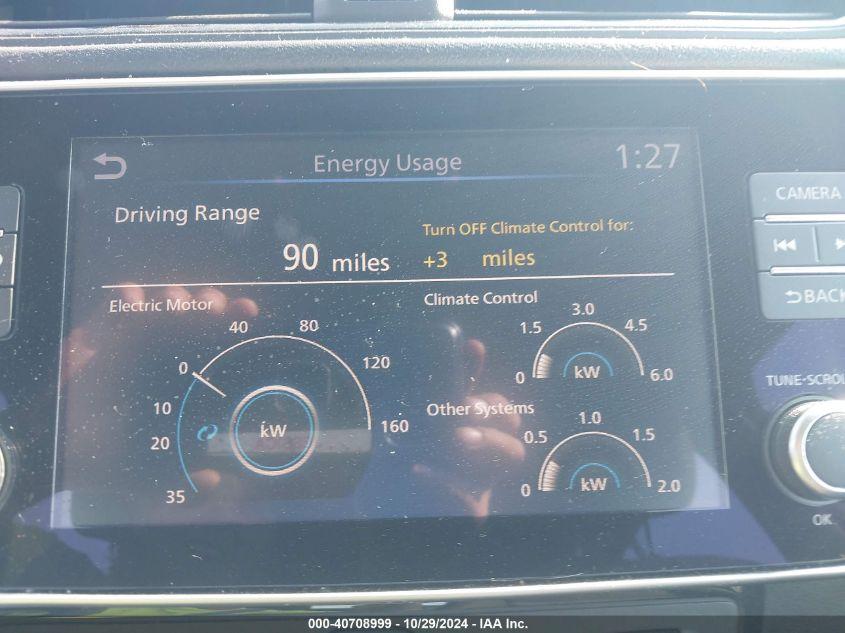 Energy Usage
1:27
Driving Range
90 miles
Turn OFF Climate Control for:
+3 miles
Electric Motor
0
40
80
120
160
10
20
35
kW
Climate Control
0
1.5
3.0
4.5
6.0
kW
Other Systems
0
0.5
1.0
1.5
2.0
kW
CAMERA
BACK
TUNE·SCROL
OK
000-40708999 - 10/29/2024 - IAA Inc.